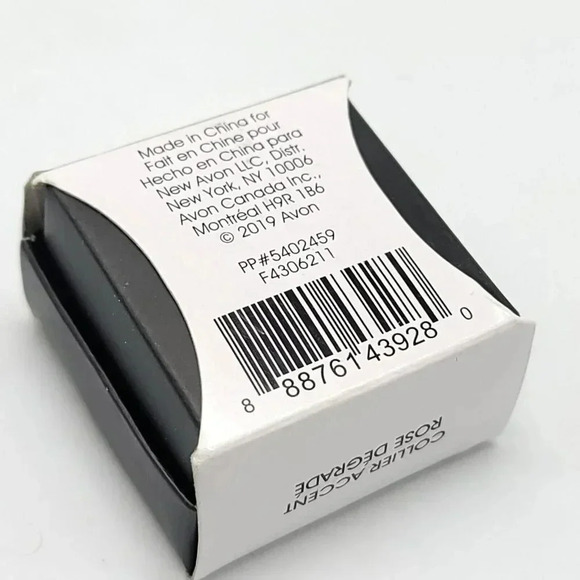 Made in China for
Fait en Chine pour
Hecho en China para
New Avon LLC, Distr.
New York, NY 10006
Avon Canada Inc.,
Montréal H9R 1B6
© 2019 Avon
PP#5402459
F4306211
8 88761 43928 0
COLLIER ACCENT
ROSE DÉGRADÉ